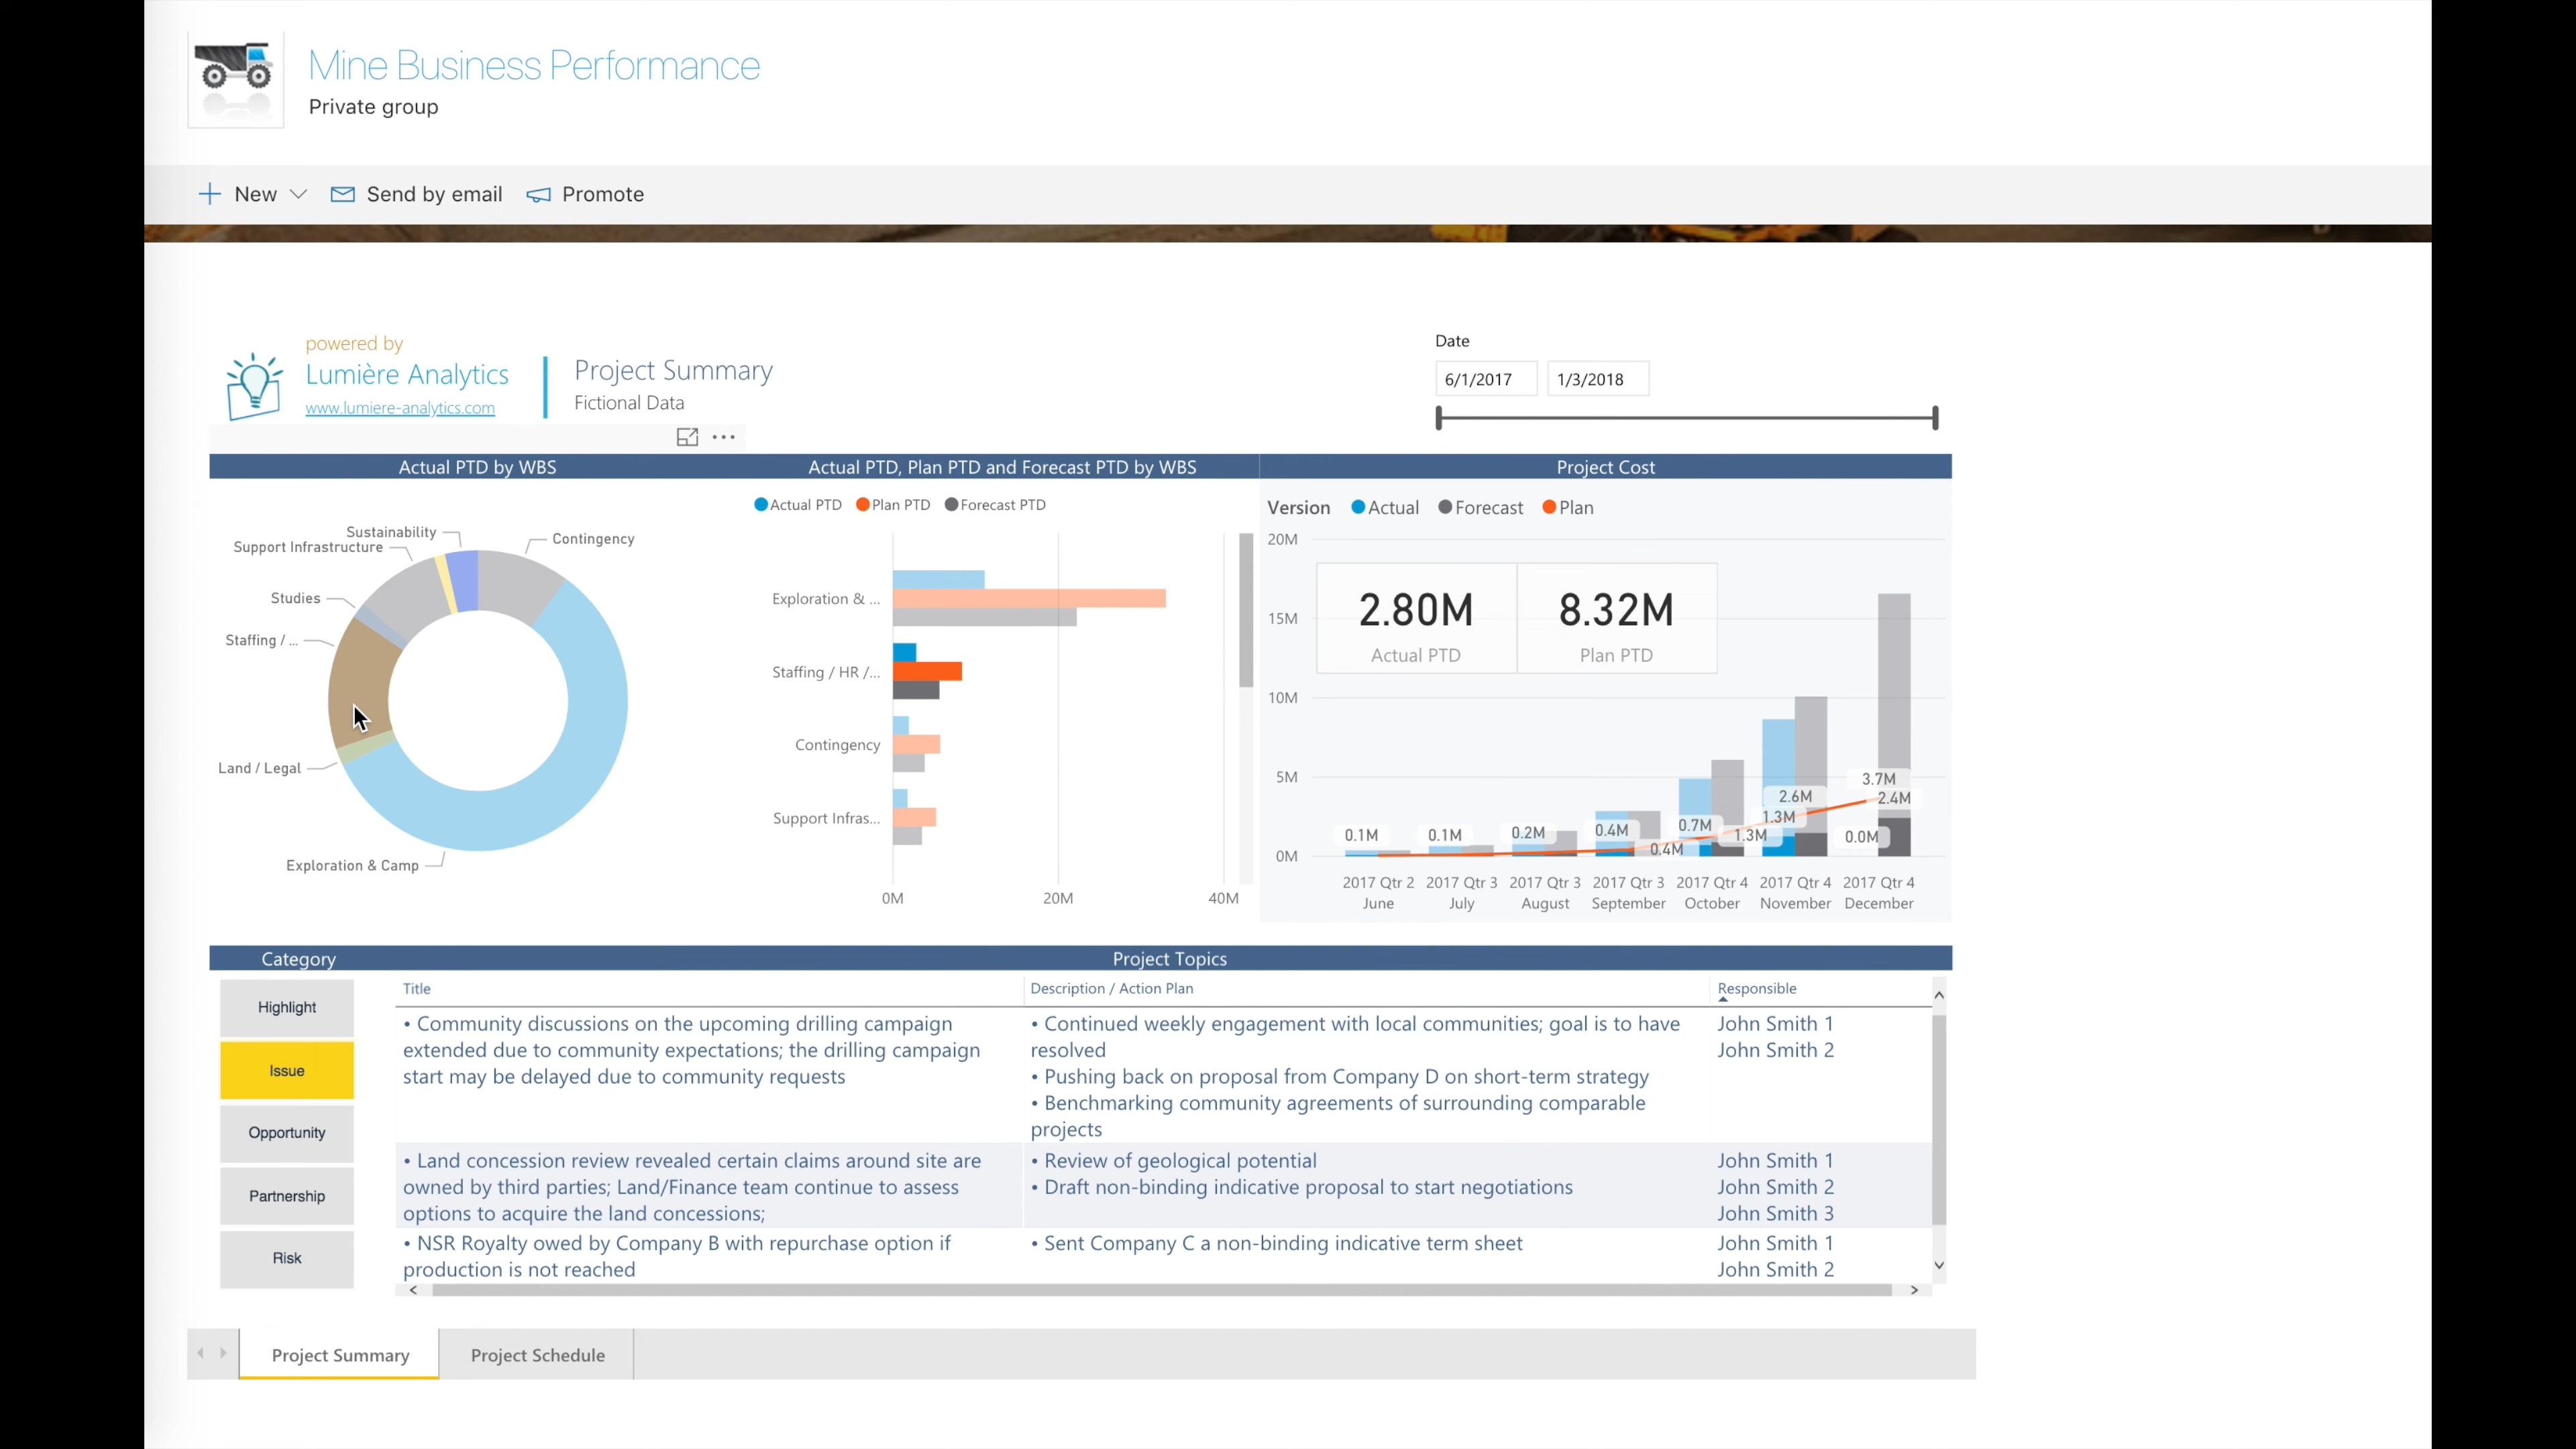 Mine Business Performance
Private group
New
Send by email
Promote
powered by
Lumière Analytics
www.lumiere-analytics.com
Project Summary
Fictional Data
Date
6/1/2017
1/3/2018
Actual PTD by WBS
Sustainability
Support Infrastructure
Contingency
Studies
Staffing / ...
Land / Legal
Exploration & Camp
Actual PTD, Plan PTD and Forecast PTD by WBS
Actual PTD
Plan PTD
Forecast PTD
Exploration & ...
Staffing / HR /...
Contingency
Support Infras...
0M
20M
40M
Project Cost
Version
Actual
Forecast
Plan
20M
15M
10M
5M
0M
2.80M
Actual PTD
8.32M
Plan PTD
0.1M
0.1M
0.2M
0.4M
0.4M
0.7M
1.3M
1.3M
2.6M
3.7M
2.4M
0.0M
2017 Qtr 2
June
2017 Qtr 3
July
2017 Qtr 3
August
2017 Qtr 3
September
2017 Qtr 4
October
2017 Qtr 4
November
2017 Qtr 4
December
Category
Highlight
Issue
Opportunity
Partnership
Risk
Project Topics
Title
Description / Action Plan
Responsible
• Community discussions on the upcoming drilling campaign
extended due to community expectations; the drilling campaign
start may be delayed due to community requests
• Continued weekly engagement with local communities; goal is to have
resolved
• Pushing back on proposal from Company D on short-term strategy
• Benchmarking community agreements of surrounding comparable
projects
John Smith 1
John Smith 2
• Land concession review revealed certain claims around site are
owned by third parties; Land/Finance team continue to assess
options to acquire the land concessions;
• Review of geological potential
• Draft non-binding indicative proposal to start negotiations
John Smith 1
John Smith 2
John Smith 3
• NSR Royalty owed by Company B with repurchase option if
production is not reached
• Sent Company C a non-binding indicative term sheet
John Smith 1
John Smith 2
Project Summary
Project Schedule